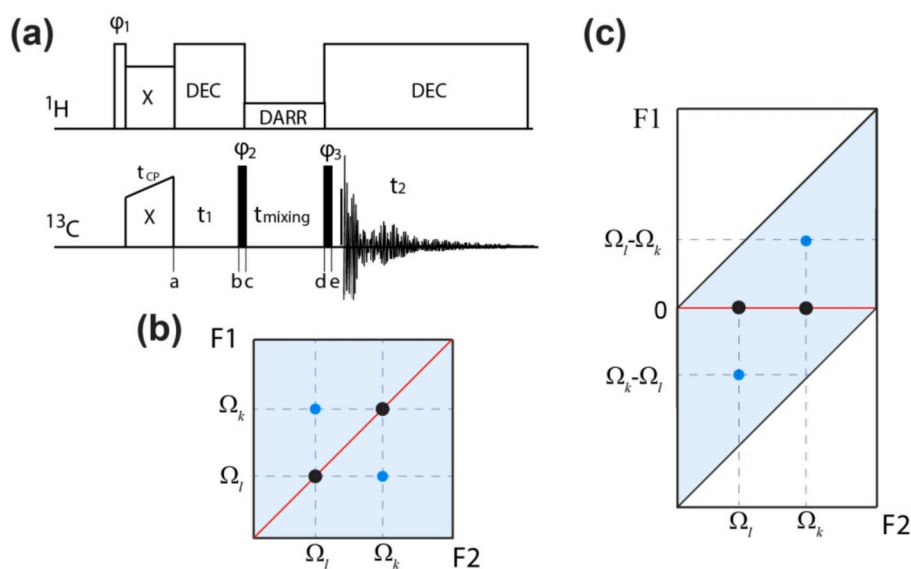 (a)
φ1
¹H
X
DEC
DARR
DEC
tCP
φ2
φ3
¹³C
X
t1
tmixing
t2
a
b
c
d
e
(b)
F1
Ωk
Ωl
Ωl
Ωk
F2
(c)
F1
Ωl-Ωk
0
Ωk-Ωl
Ωl
Ωk
F2